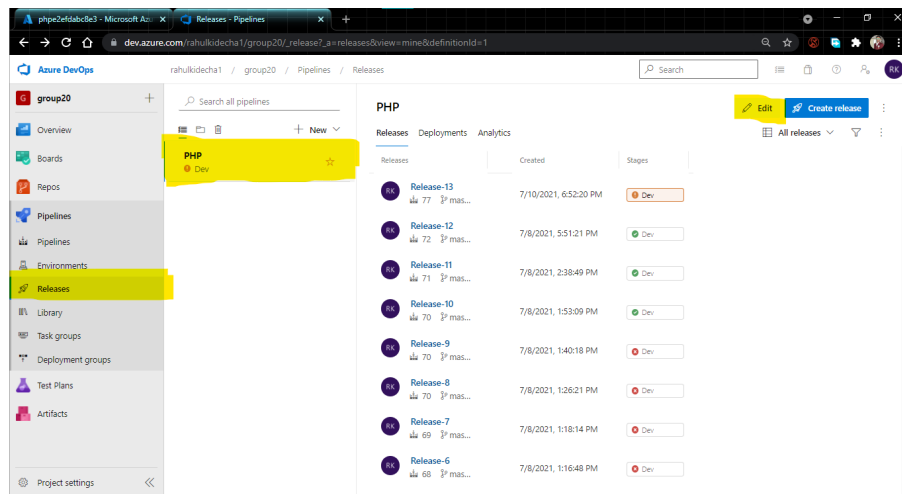 phpe2efdabc8e3 - Microsoft Azu
Releases - Pipelines
dev.azure.com/rahulkidecha1/group20/_release?_a=releases&view=mine&definitionId=1
Azure DevOps
rahulkidecha1 / group20 / Pipelines / Releases
Search
RK
G group20
Overview
Boards
Repos
Pipelines
Pipelines
Environments
Releases
Library
Task groups
Deployment groups
Test Plans
Artifacts
Project settings
Search all pipelines
New
PHP
Dev
PHP
Edit
Create release
Releases Deployments Analytics
All releases
Releases Created Stages
RK Release-13 7/10/2021, 6:52:20 PM Dev
77 mas...
RK Release-12 7/8/2021, 5:51:21 PM Dev
72 mas...
RK Release-11 7/8/2021, 2:38:49 PM Dev
71 mas...
RK Release-10 7/8/2021, 1:53:09 PM Dev
70 mas...
RK Release-9 7/8/2021, 1:40:18 PM Dev
70 mas...
RK Release-8 7/8/2021, 1:26:21 PM Dev
70 mas...
RK Release-7 7/8/2021, 1:18:14 PM Dev
69 mas...
RK Release-6 7/8/2021, 1:16:48 PM Dev
68 mas...